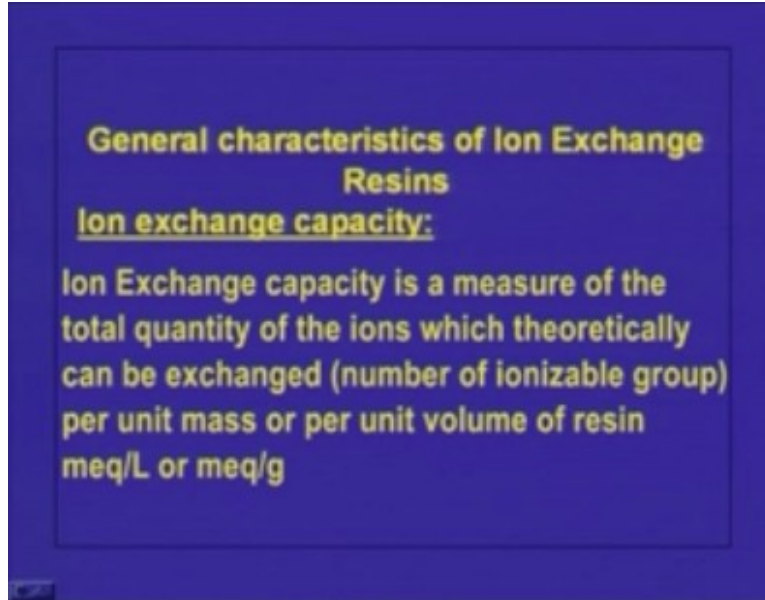 General characteristics of Ion Exchange
Resins
Ion exchange capacity:
Ion Exchange capacity is a measure of the
total quantity of the ions which theoretically
can be exchanged (number of ionizable group)
per unit mass or per unit volume of resin
meq/L or meq/g